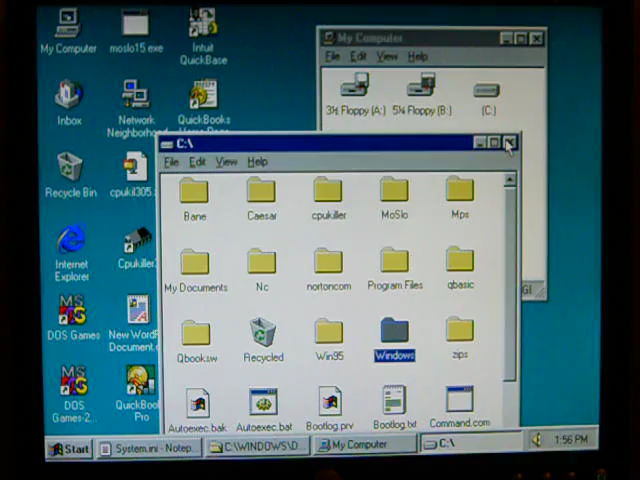 My Computer
moslo15.exe
Intuit
QuickBase
Inbox
Network
Neighborhood
QuickBooks
Recycle Bin
cpukil305.
Internet
Explorer
Cpukiller
DOS Games
New Word
Document.
DOS
Games-2...
QuickBoo
Pro
My Computer
File Edit View Help
3½ Floppy (A:)
5¼ Floppy (B:)
(C:)
C:\
File Edit View Help
Bane
Caesar
cpukiller
MoSlo
Mps
My Documents
Nc
nortoncom
Program Files
qbasic
Qbooksw
Recycled
Win95
Windows
zips
Autoexec.bak
Autoexec.bat
Bootlog.prv
Bootlog.txt
Command.com
Start
System.ini - Notep...
C:\WINDOWS\D...
My Computer
C:\
1:56 PM